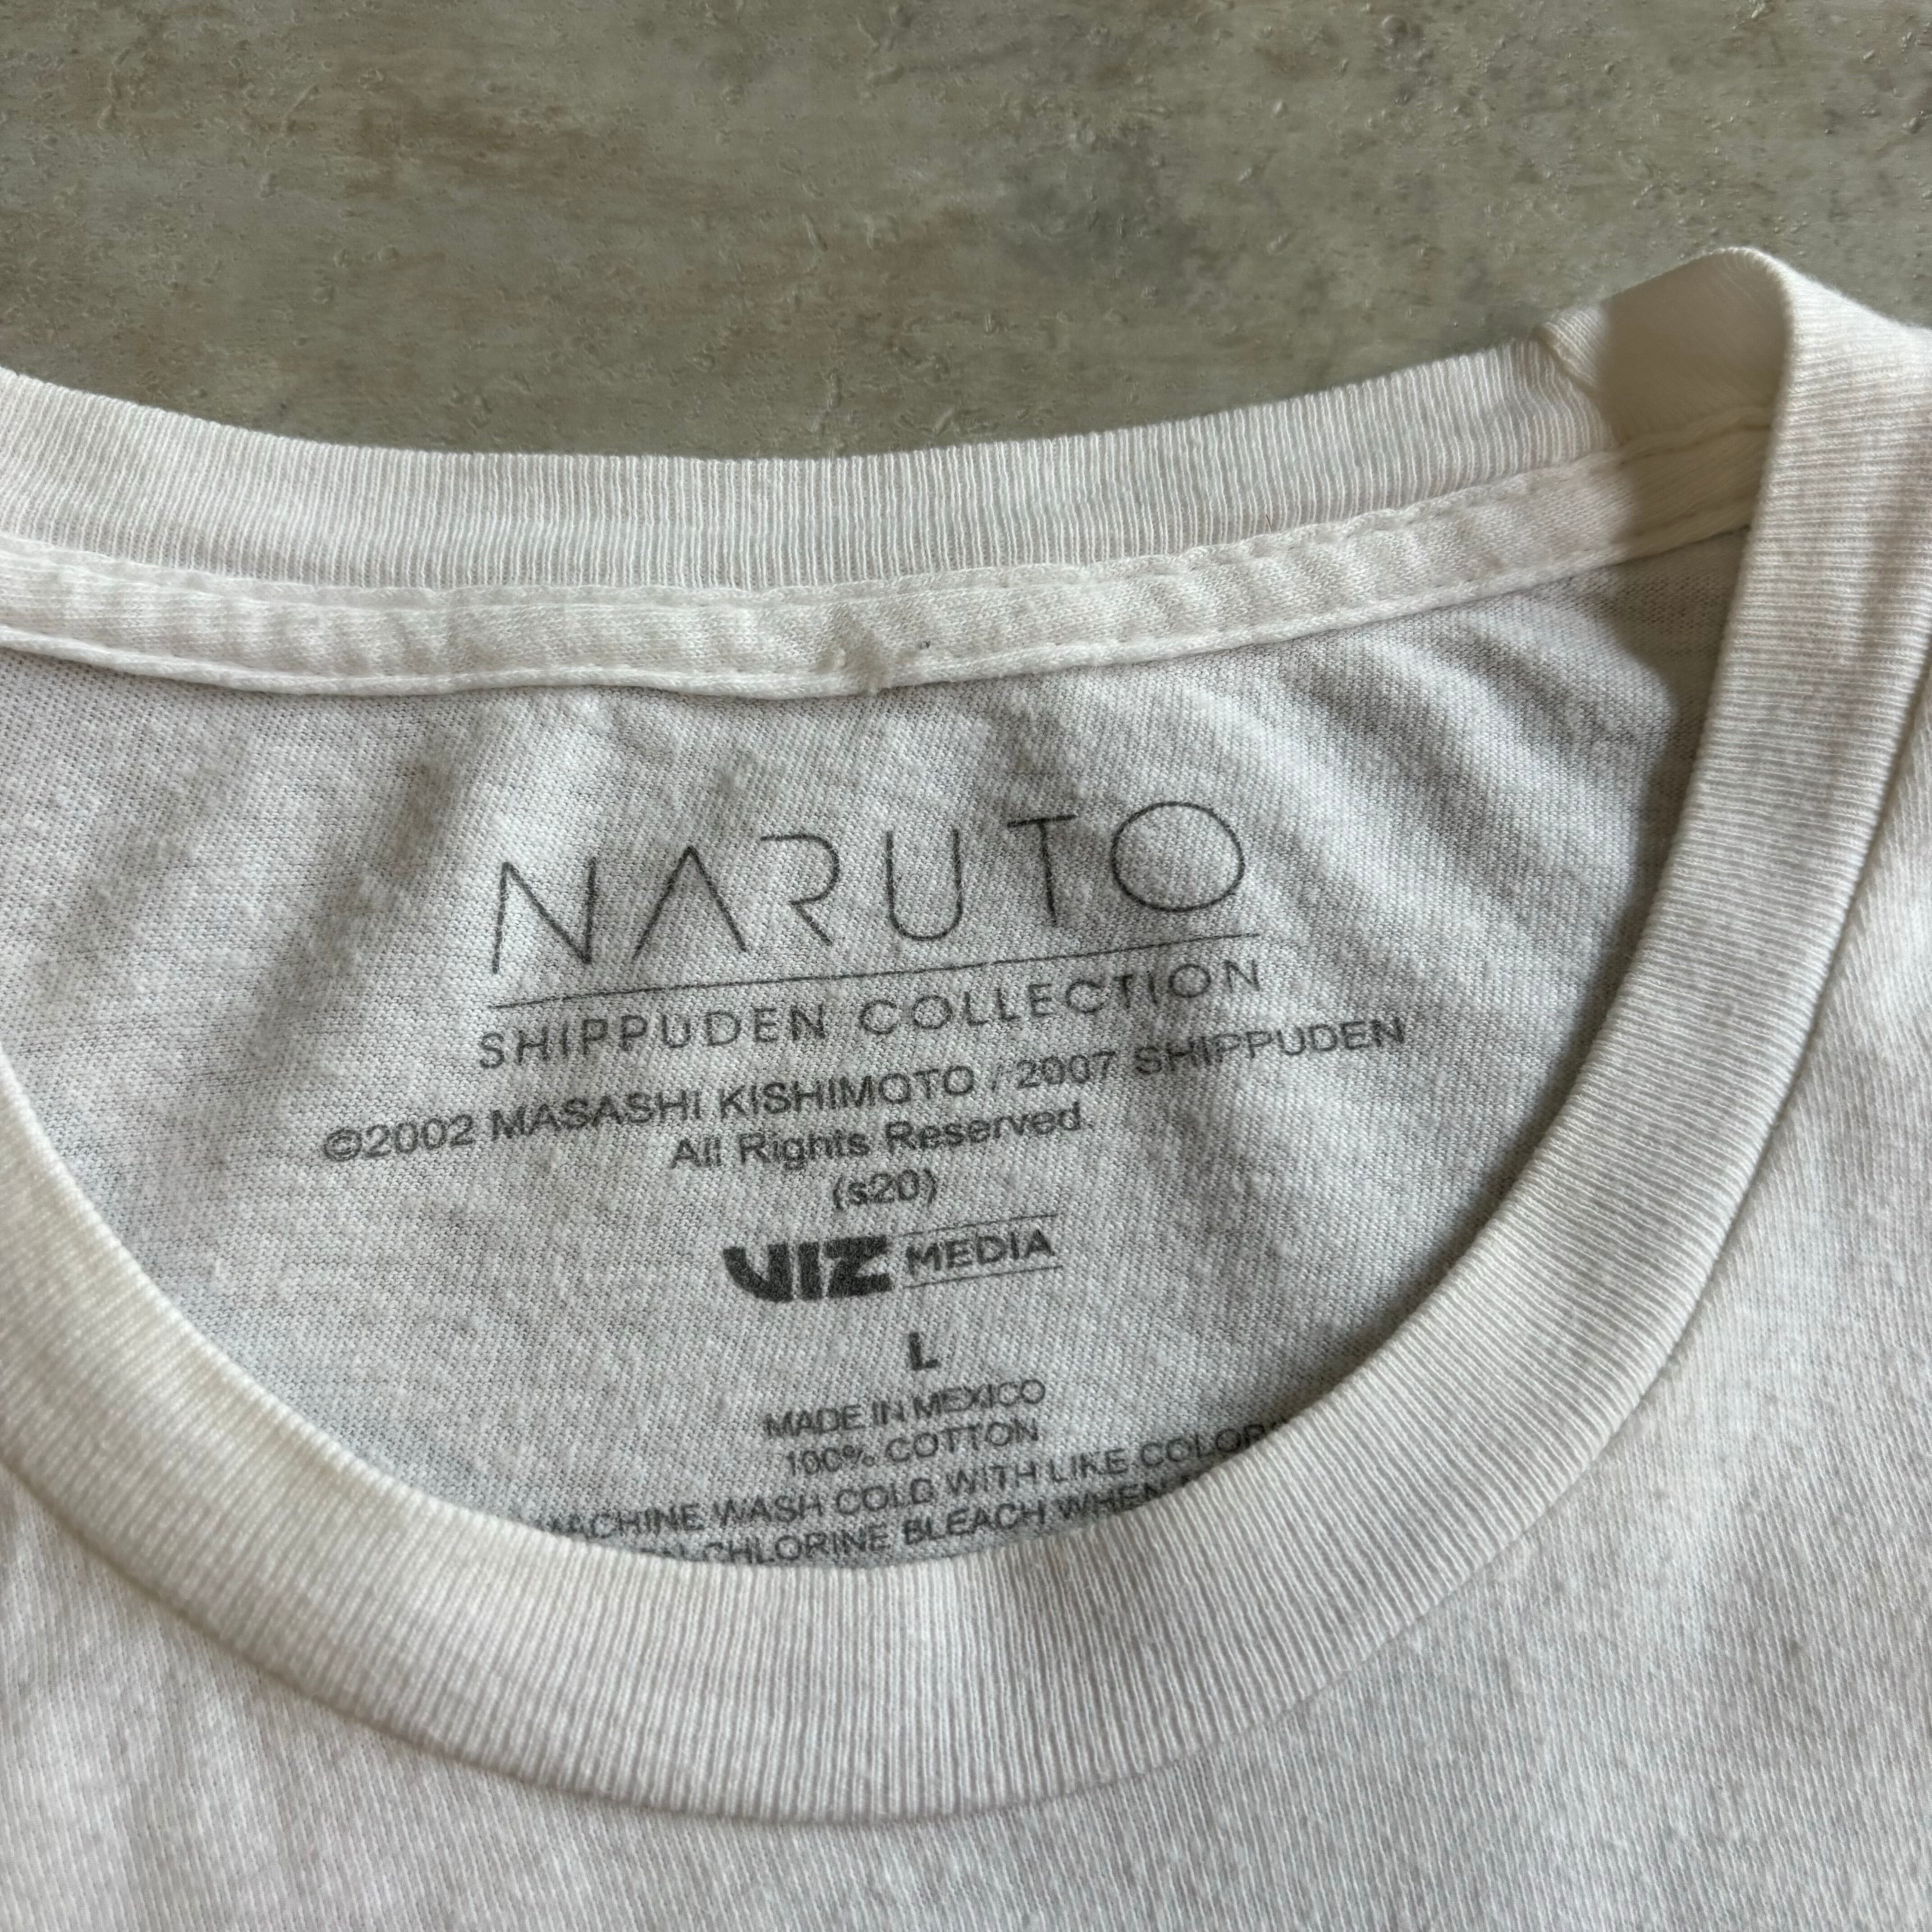 NARUTO
SHIPPUDEN COLLECTION
©2002 MASASHI KISHIMOTO / 2007 SHIPPUDEN
All Rights Reserved.
(s20)
VIZ MEDIA
L
MADE IN MEXICO
100% COTTON
MACHINE WASH COLD WITH LIKE
CHLORINE BLEACH WHEN